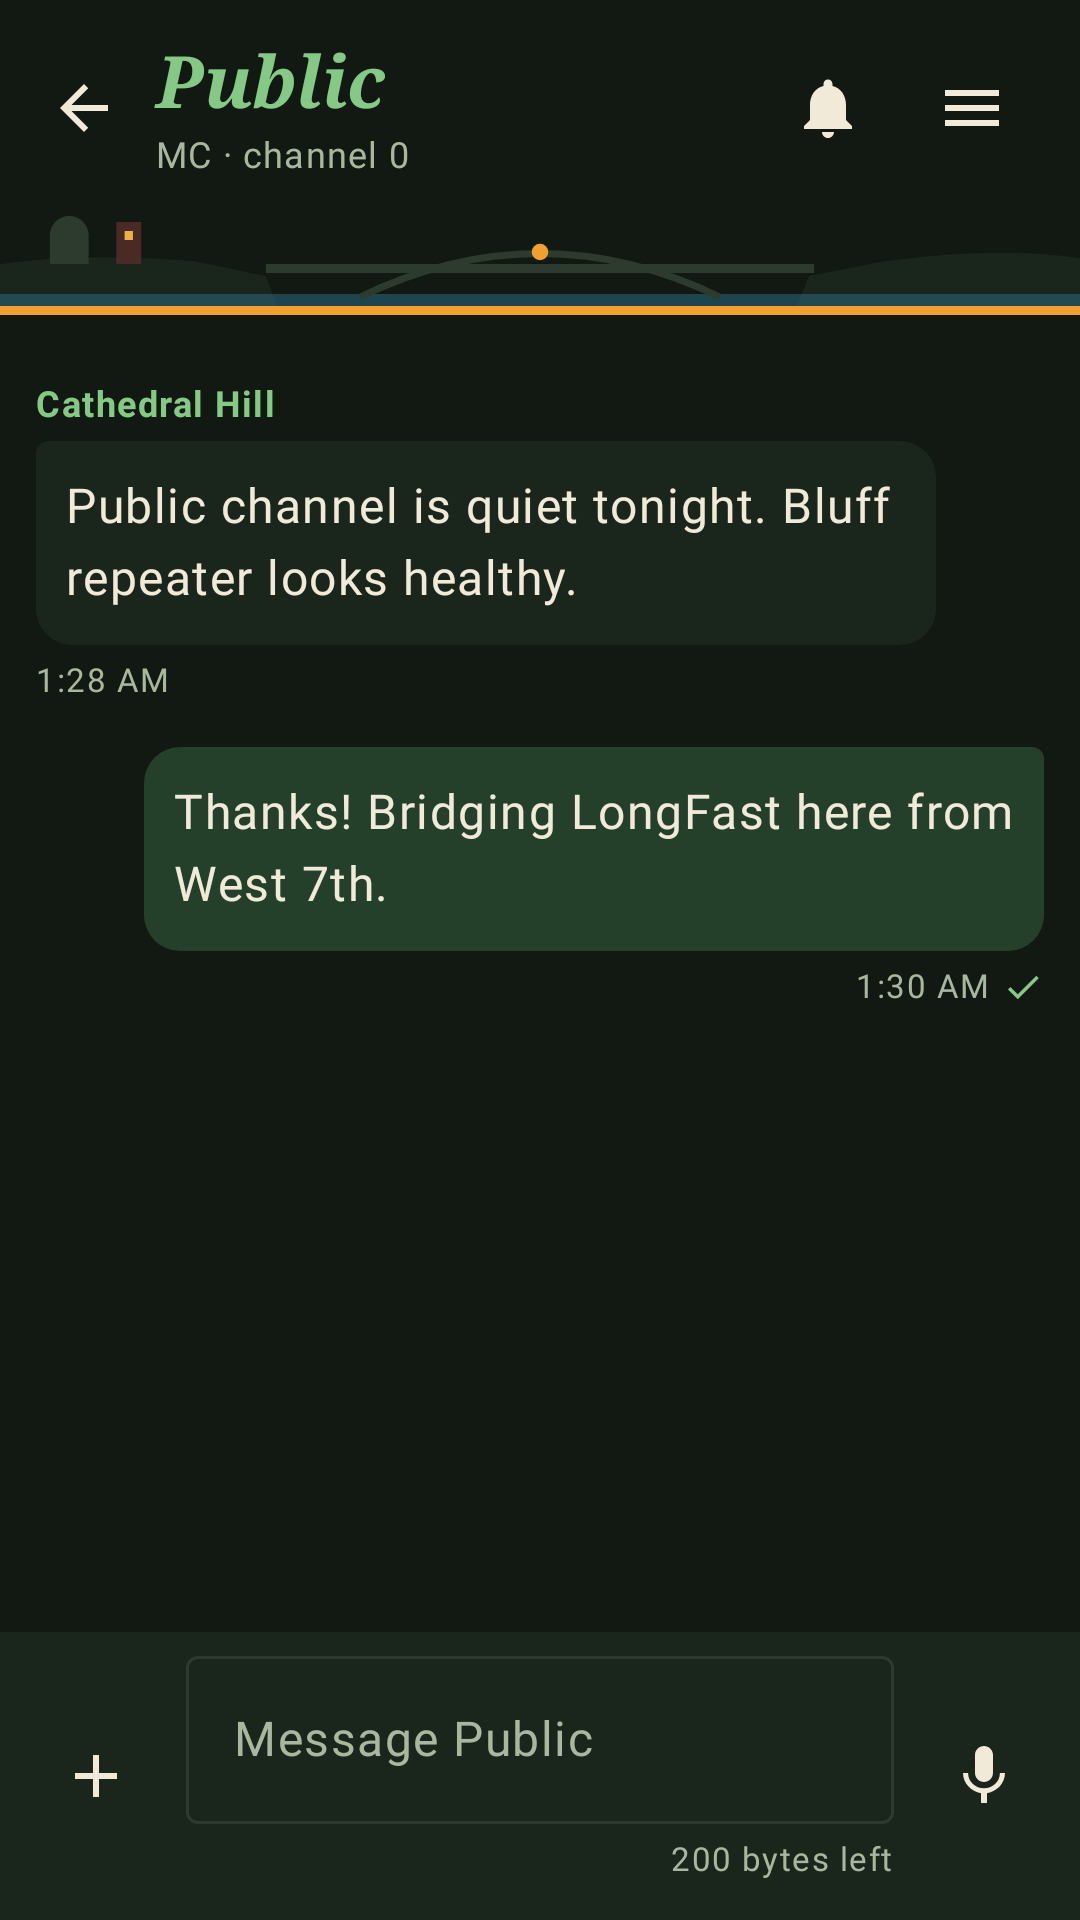 Public
MC · channel 0
Cathedral Hill
Public channel is quiet tonight. Bluff
repeater looks healthy.
1:28 AM
Thanks! Bridging LongFast here from
West 7th.
1:30 AM
Message Public
200 bytes left